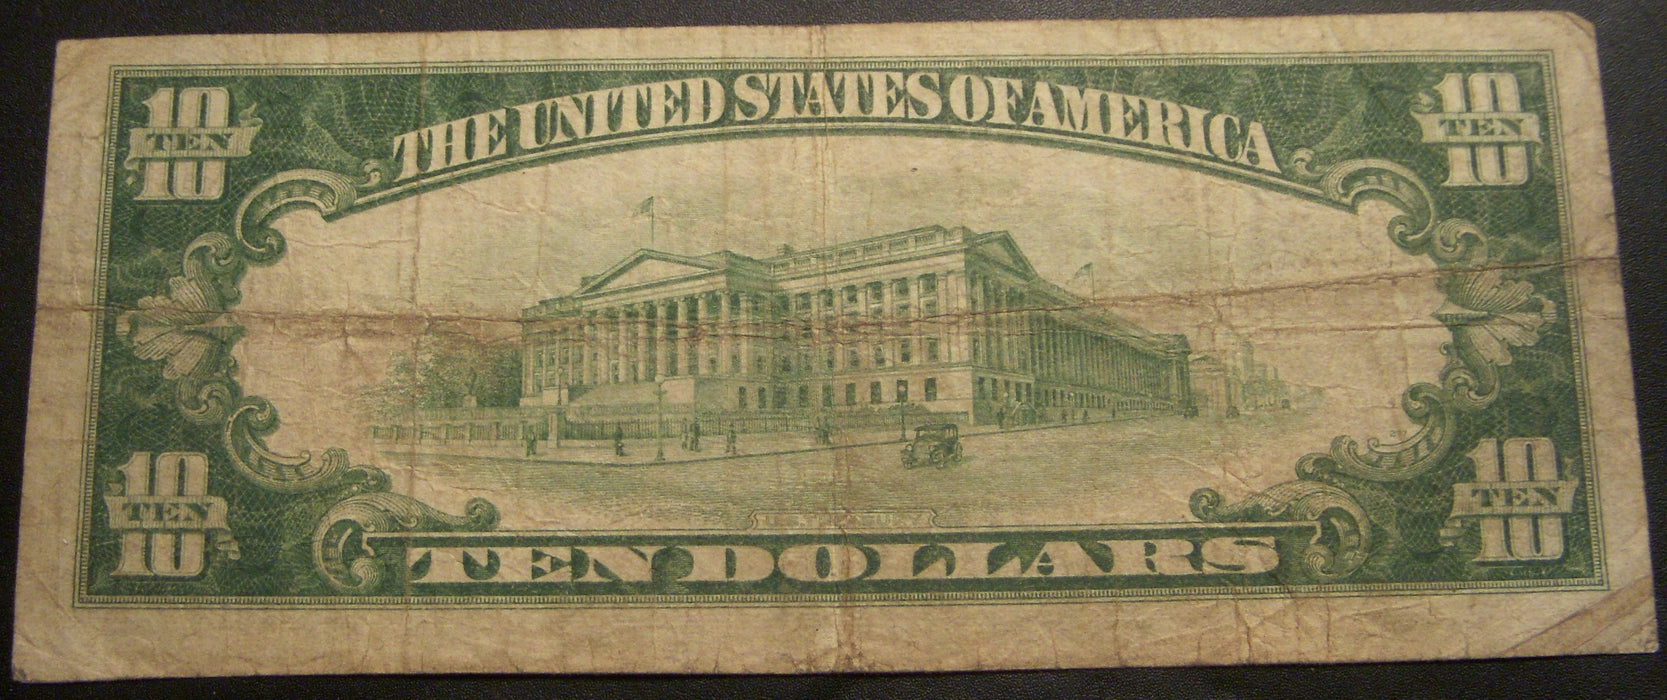 10 TEN 10
THE UNITED STATES OF AMERICA
10 TEN 10
10 TEN 10
TEN DOLLARS
10 TEN 10